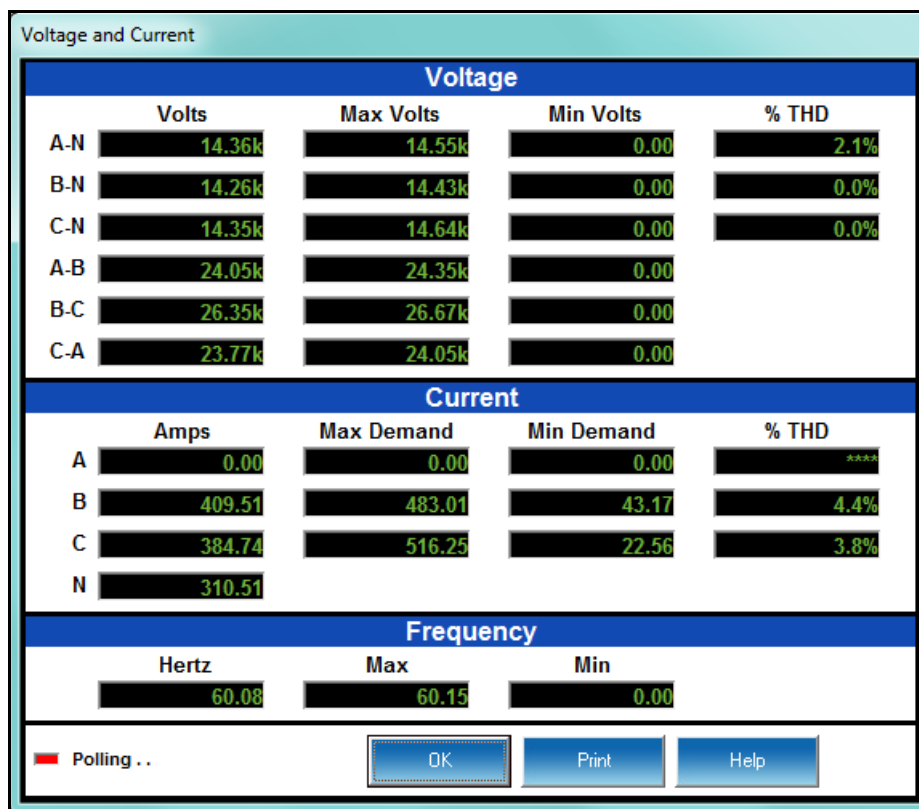 Voltage and Current
Voltage
Volts Max Volts Min Volts % THD
A-N 14.36k 14.55k 0.00 2.1%
B-N 14.26k 14.43k 0.00 0.0%
C-N 14.35k 14.64k 0.00 0.0%
A-B 24.05k 24.35k 0.00
B-C 26.35k 26.67k 0.00
C-A 23.77k 24.05k 0.00
Current
Amps Max Demand Min Demand % THD
A 0.00 0.00 0.00 ****
B 409.51 483.01 43.17 4.4%
C 384.74 516.25 22.56 3.8%
N 310.51
Frequency
Hertz Max Min
60.08 60.15 0.00
Polling . . OK Print Help